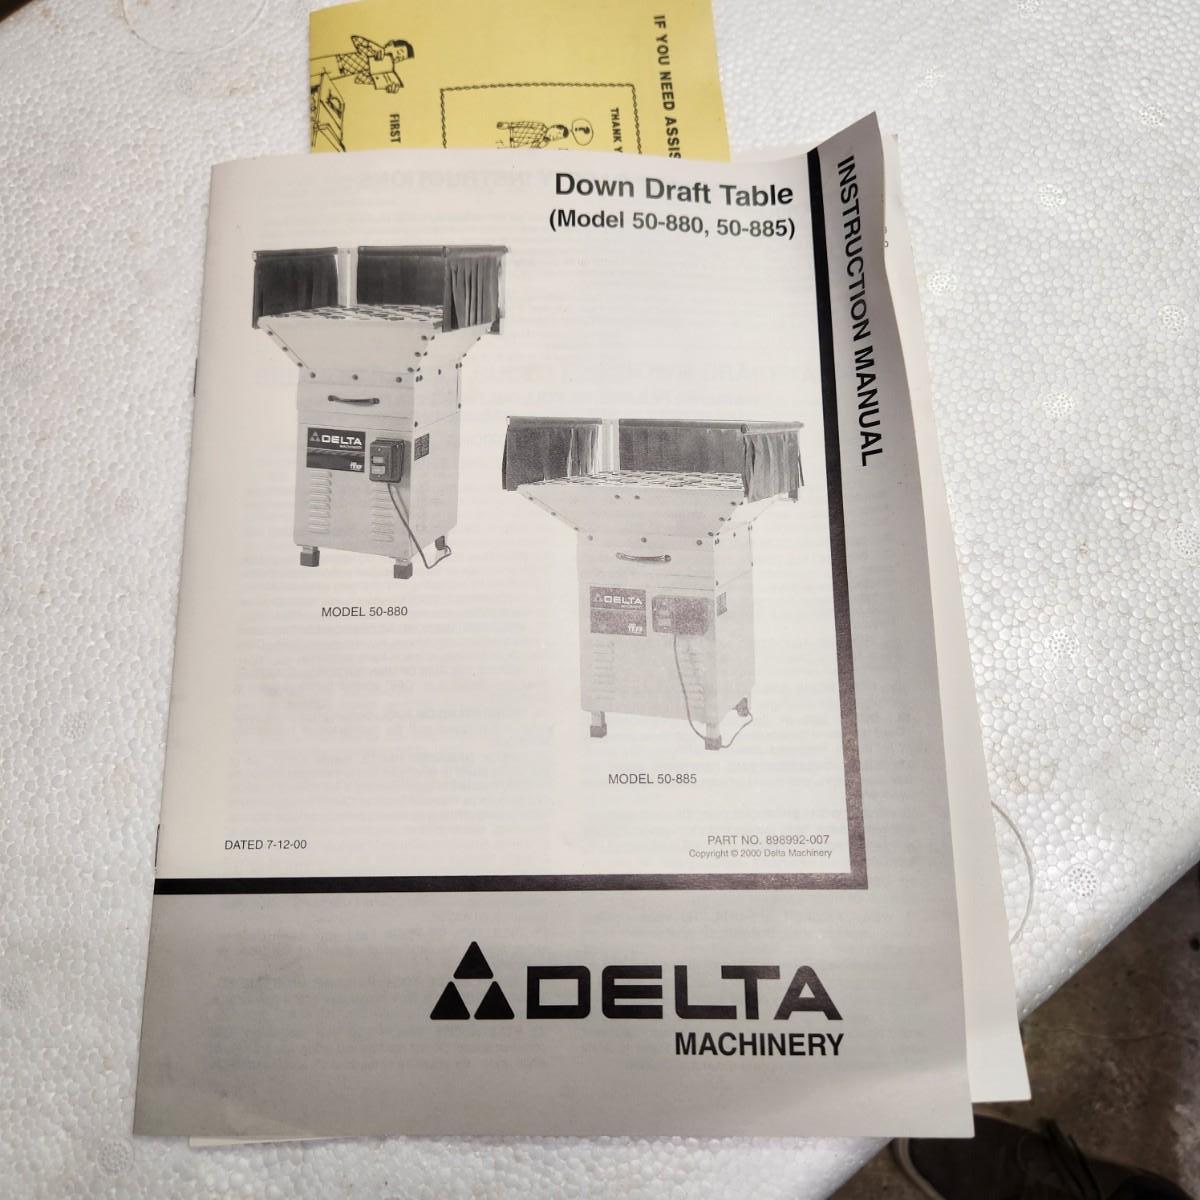 IF YOU NEED ASSIS
THANK Y
FIRST
Down Draft Table
(Model 50-880, 50-885)
INSTRUCTION MANUAL
DELTA
MACHINERY
MODEL 50-880
DELTA
MODEL 50-885
DATED 7-12-00
PART NO. 898992-007
Copyright © 2000 Delta Machinery
DELTA
MACHINERY